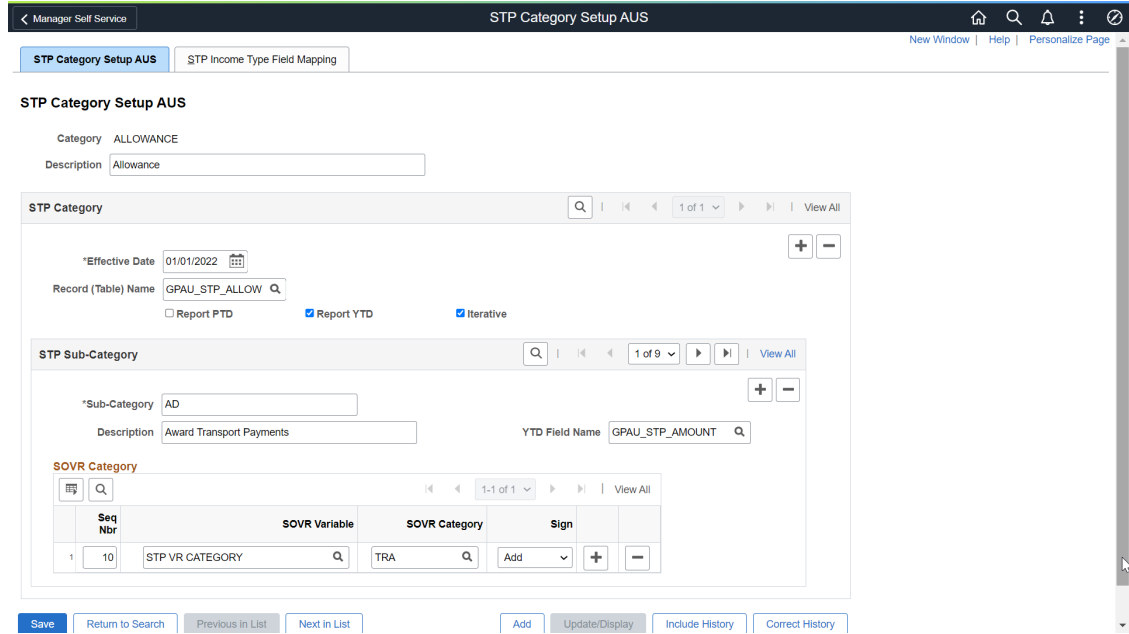 Manager Self Service
STP Category Setup AUS
New Window | Help | Personalize Page
STP Category Setup AUS
STP Income Type Field Mapping
STP Category Setup AUS
Category ALLOWANCE
Description Allowance
STP Category
1 of 1
View All
*Effective Date 01/01/2022
Record (Table) Name GPAU_STP_ALLOW
Report PTD Report YTD Iterative
STP Sub-Category
1 of 9
View All
*Sub-Category AD
Description Award Transport Payments YTD Field Name GPAU_STP_AMOUNT
SOVR Category
1-1 of 1
View All
Seq Nbr SOVR Variable SOVR Category Sign
1 10 STP VR CATEGORY TRA Add
Save Return to Search Previous in List Next in List Add Update/Display Include History Correct History